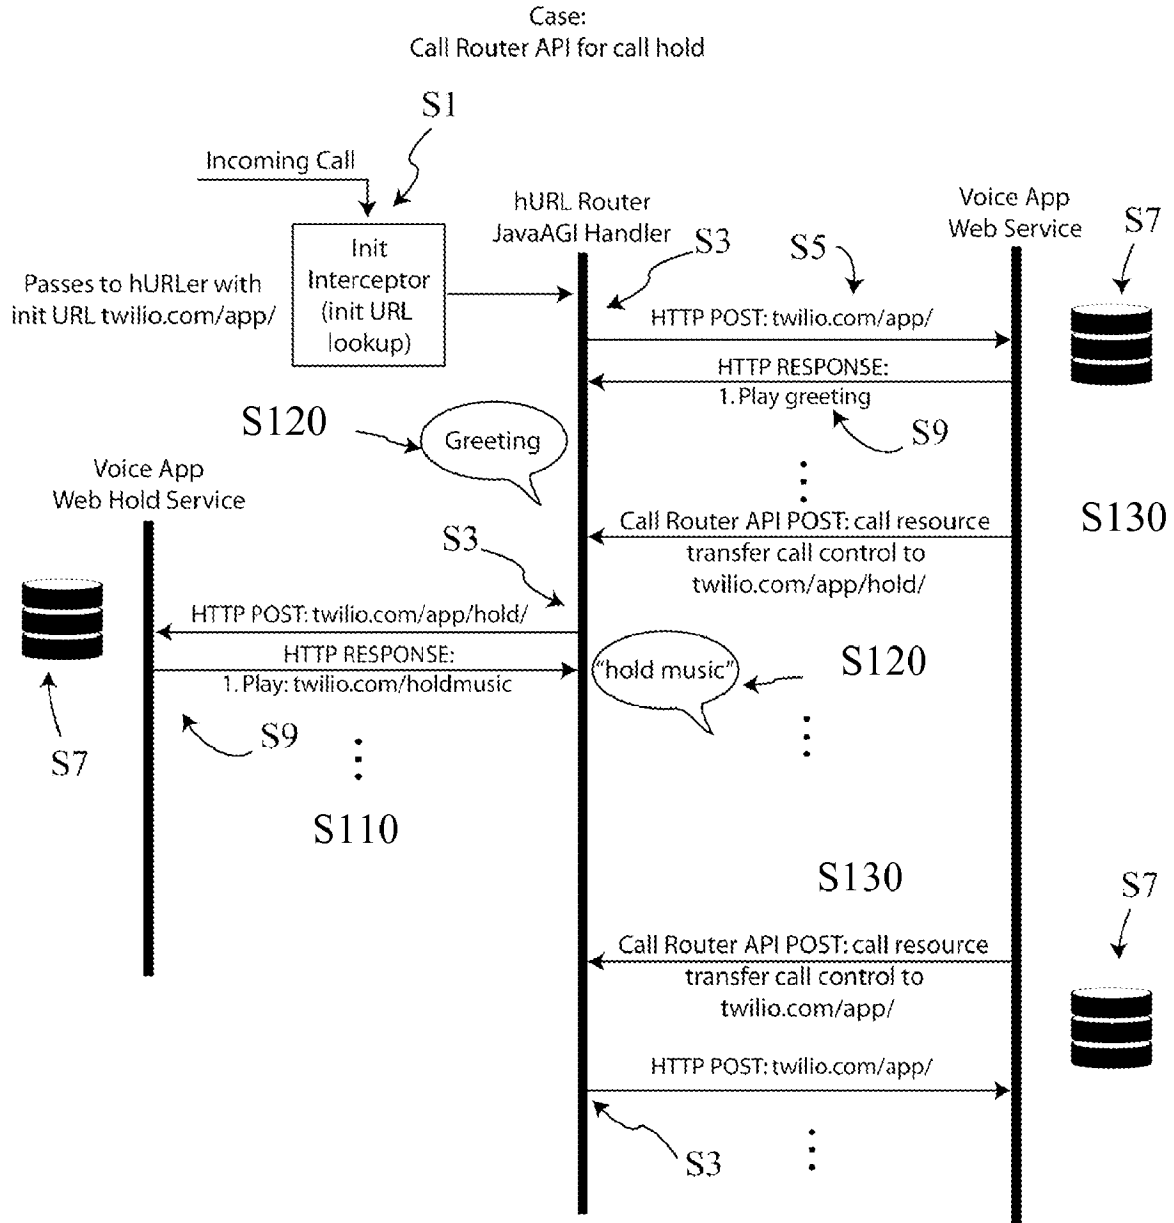 Case:
Call Router API for call hold
S1
Incoming Call
hURL Router
JavaAGI Handler
Voice App
Web Service
S7
S3
S5
Init
Interceptor
(init URL
lookup)
Passes to hURLer with
init URL twilio.com/app/
HTTP POST: twilio.com/app/
HTTP RESPONSE:
1. Play greeting
S120
Greeting
S9
Voice App
Web Hold Service
S130
Call Router API POST: call resource
transfer call control to
twilio.com/app/hold/
S3
HTTP POST: twilio.com/app/hold/
HTTP RESPONSE:
1. Play: twilio.com/holdmusic
"hold music"
S120
S9
S7
S110
S130
S7
Call Router API POST: call resource
transfer call control to
twilio.com/app/
HTTP POST: twilio.com/app/
S3